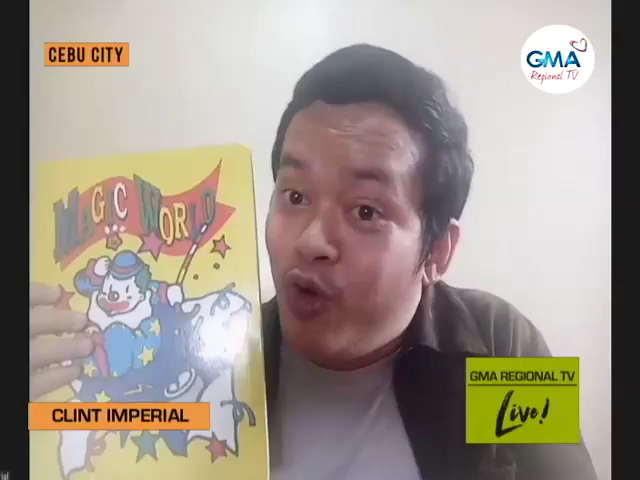 CEBU CITY
GMA
Regional TV
MAGIC WORLD
GMA REGIONAL TV
Live!
CLINT IMPERIAL